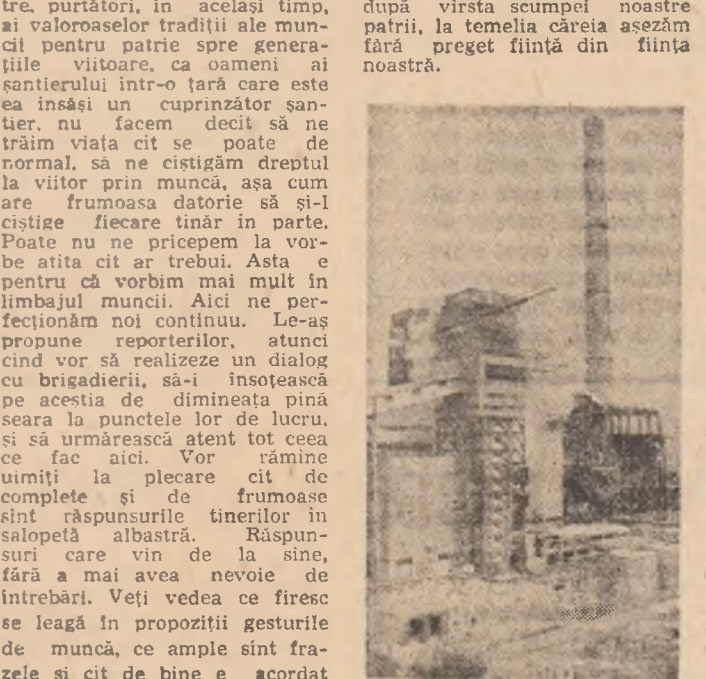 tre, purtători, în același timp,
ai valoroaselor tradiții ale mun-
cii pentru patrie spre genera-
țiile viitoare, ca oameni ai
șantierului într-o țară care este
ea însăși un cuprinzător șan-
tier, nu facem decît să ne
trăim viața cît se poate de
normal, să ne cîștigăm dreptul
la viitor prin muncă, așa cum
are frumoasa datorie să și-l
cîștige fiecare tînăr în parte.
Poate nu ne pricepem la vor-
be atîta cît ar trebui. Asta e
pentru că vorbim mai mult în
limbajul muncii. Aici ne per-
fecționăm noi continuu. Le-aș
propune reporterilor, atunci
cînd vor să realizeze un dialog
cu brigadierii, să-i însoțească
pe aceștia de dimineața pînă
seara la punctele lor de lucru,
și să urmărească atent tot ceea
ce fac aici. Vor rămîne
uimiți la plecare cît de
complete și de frumoase
sînt răspunsurile tinerilor în
salopetă albastră. Răspun-
suri care vin de la sine,
fără a mai avea nevoie de
întrebări. Veți vedea ce firesc
se leagă în propoziții gesturile
de muncă, ce ample sînt fra-
zele și cît de bine e acordat
după vîrsta scumpei noastre
patrii, la temelia căreia așezăm
fără preget ființă din ființa
noastră.